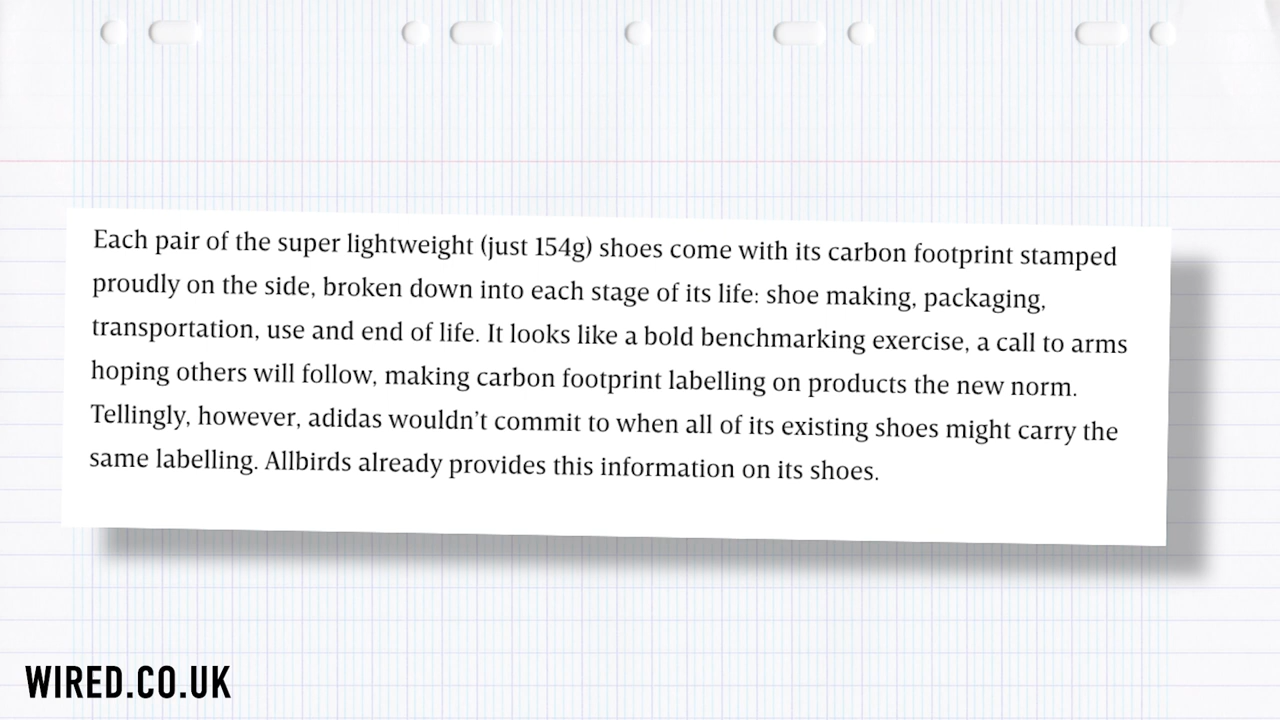 Each pair of the super lightweight (just 154g) shoes come with its carbon footprint stamped
proudly on the side, broken down into each stage of its life: shoe making, packaging,
transportation, use and end of life. It looks like a bold benchmarking exercise, a call to arms
hoping others will follow, making carbon footprint labelling on products the new norm.
Tellingly, however, adidas wouldn't commit to when all of its existing shoes might carry the
same labelling. Allbirds already provides this information on its shoes.
WIRED.CO.UK